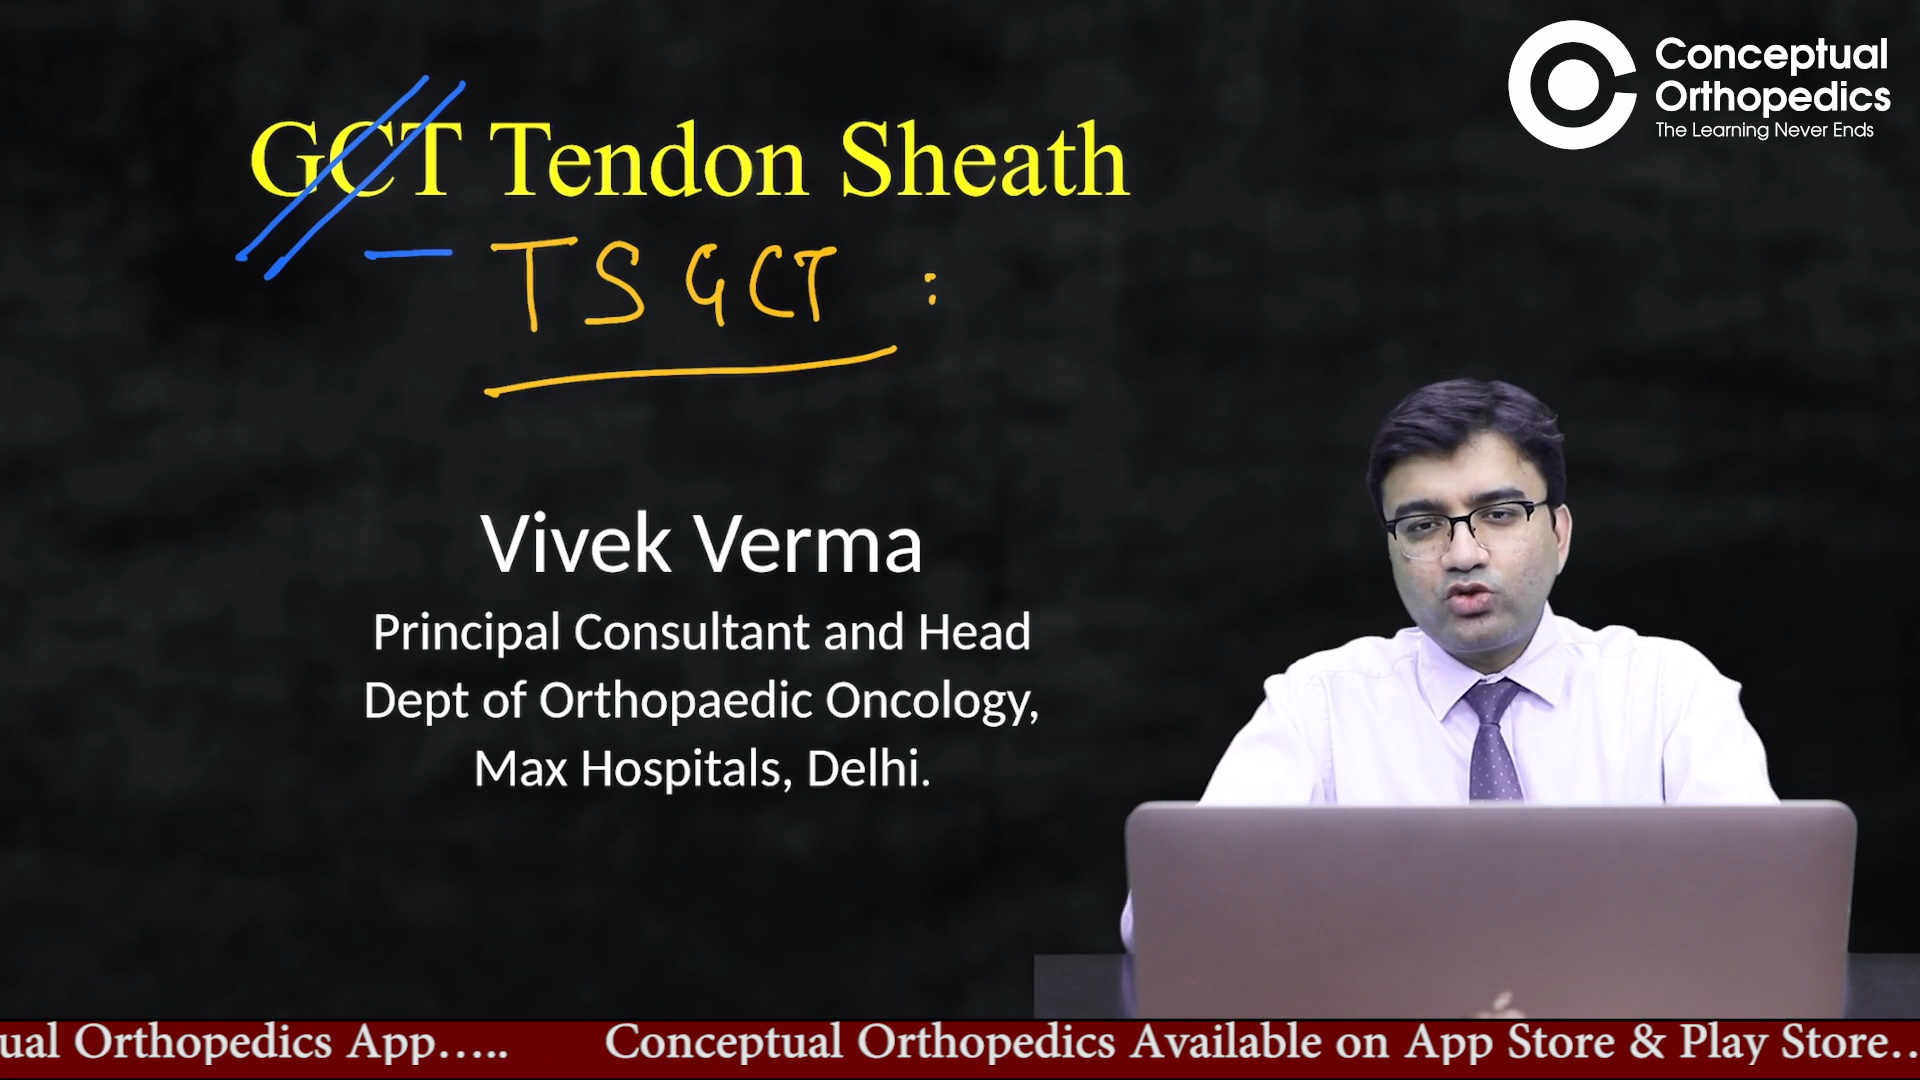 GCT Tendon Sheath
— TSGCT :
Conceptual
Orthopedics
The Learning Never Ends
Vivek Verma
Principal Consultant and Head
Dept of Orthopaedic Oncology,
Max Hospitals, Delhi.
ual Orthopedics App..... Conceptual Orthopedics Available on App Store & Play Store..